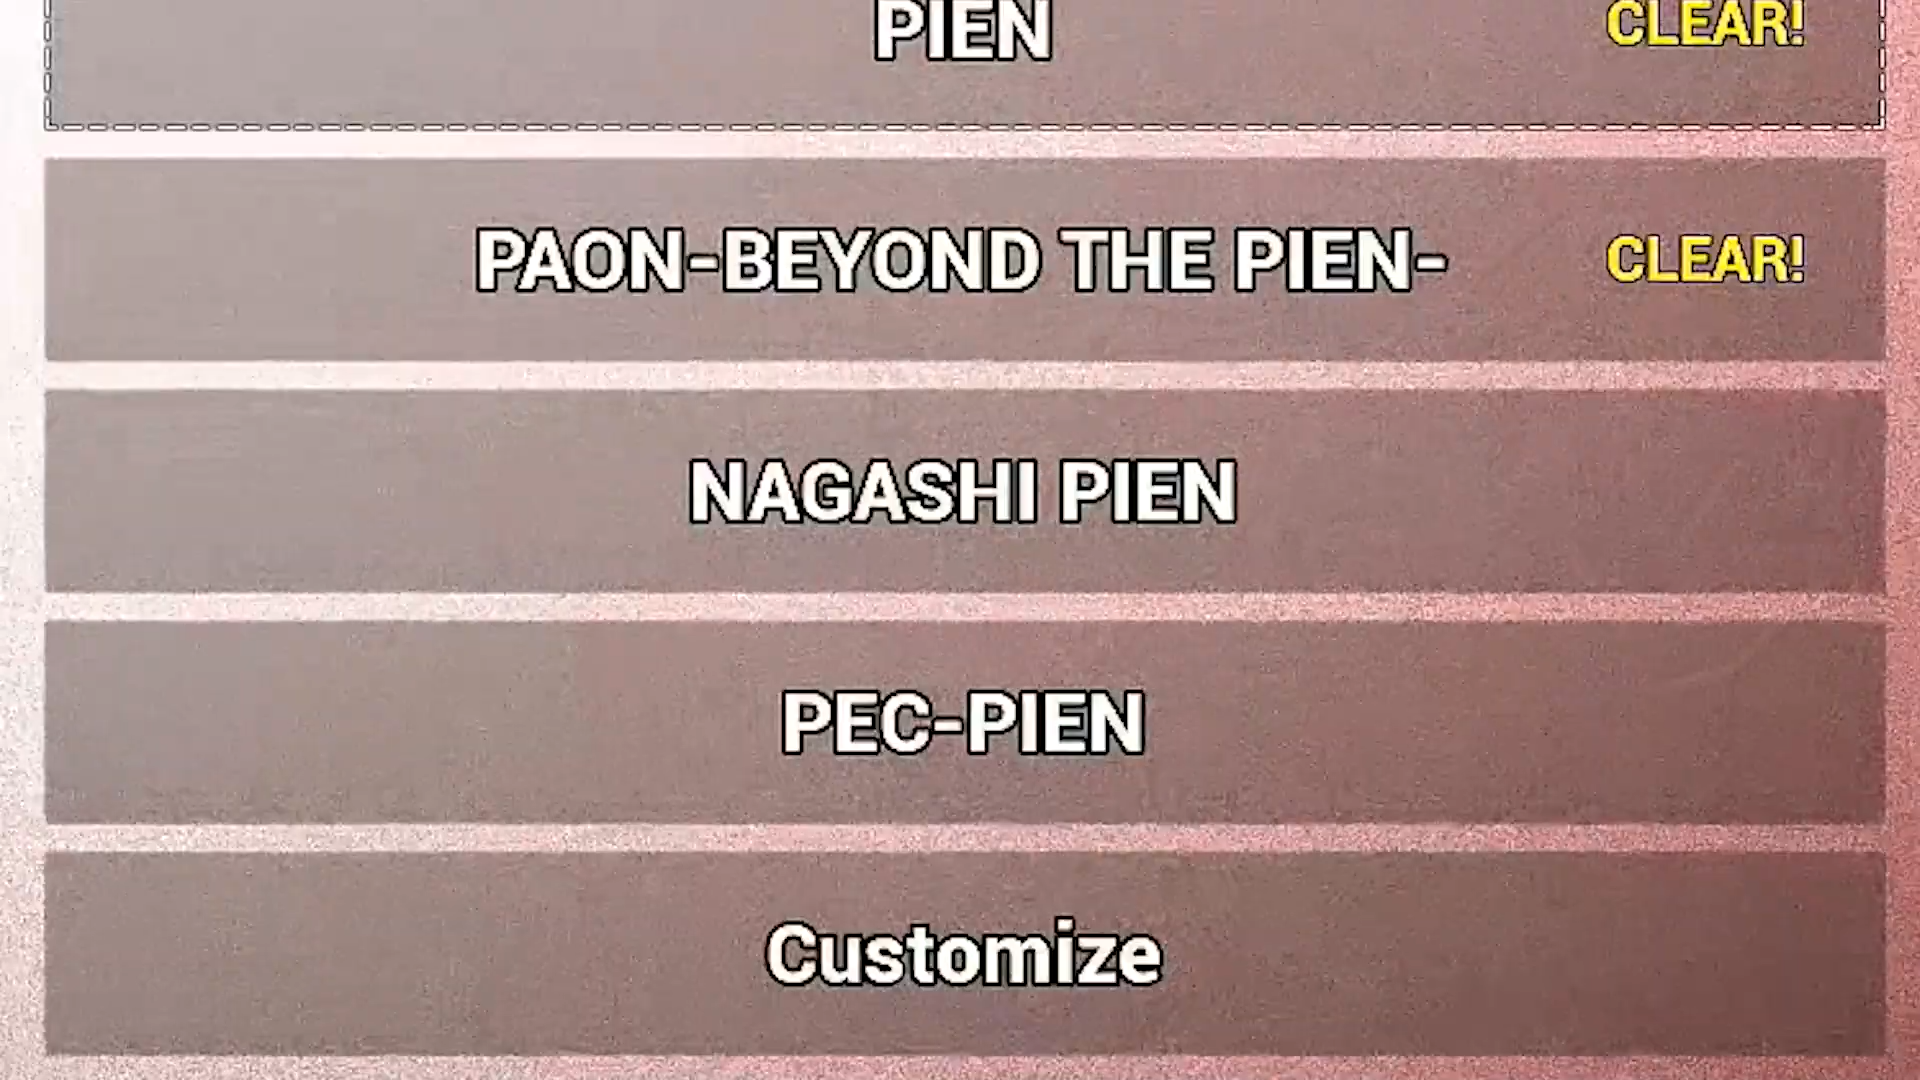 PIEN CLEAR!
PAON-BEYOND THE PIEN- CLEAR!
NAGASHI PIEN
PEC-PIEN
Customize